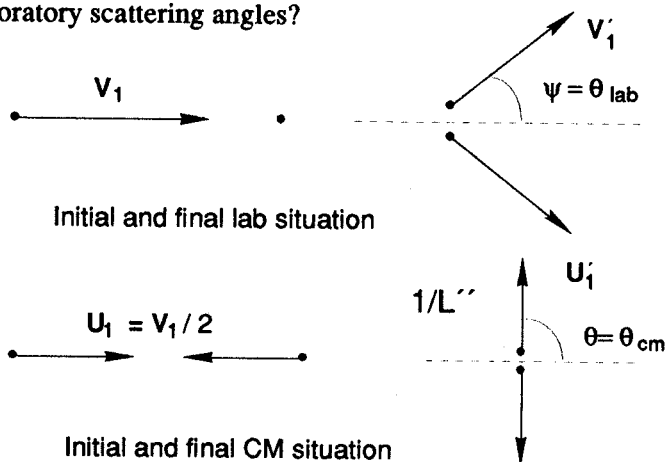 oratory scattering angles?
V₁
V₁′
ψ = θ lab
Initial and final lab situation
U₁ = V₁ / 2
1/L′′
U₁′
θ= θ cm
Initial and final CM situation